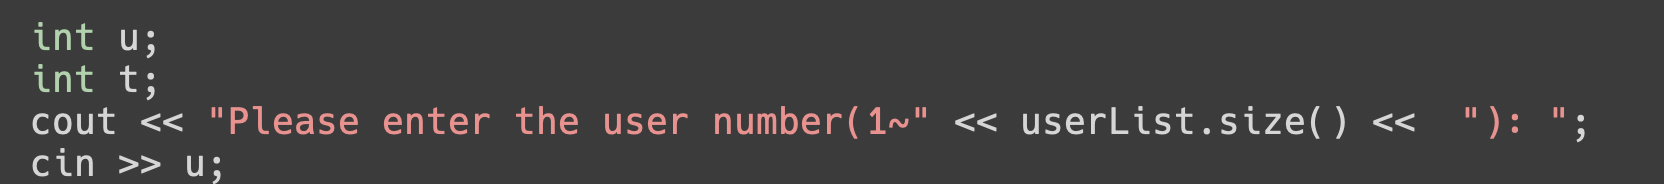 int u;
int t;
cout << "Please enter the user number(1~" << userList.size() <<  "): ";
cin >> u;